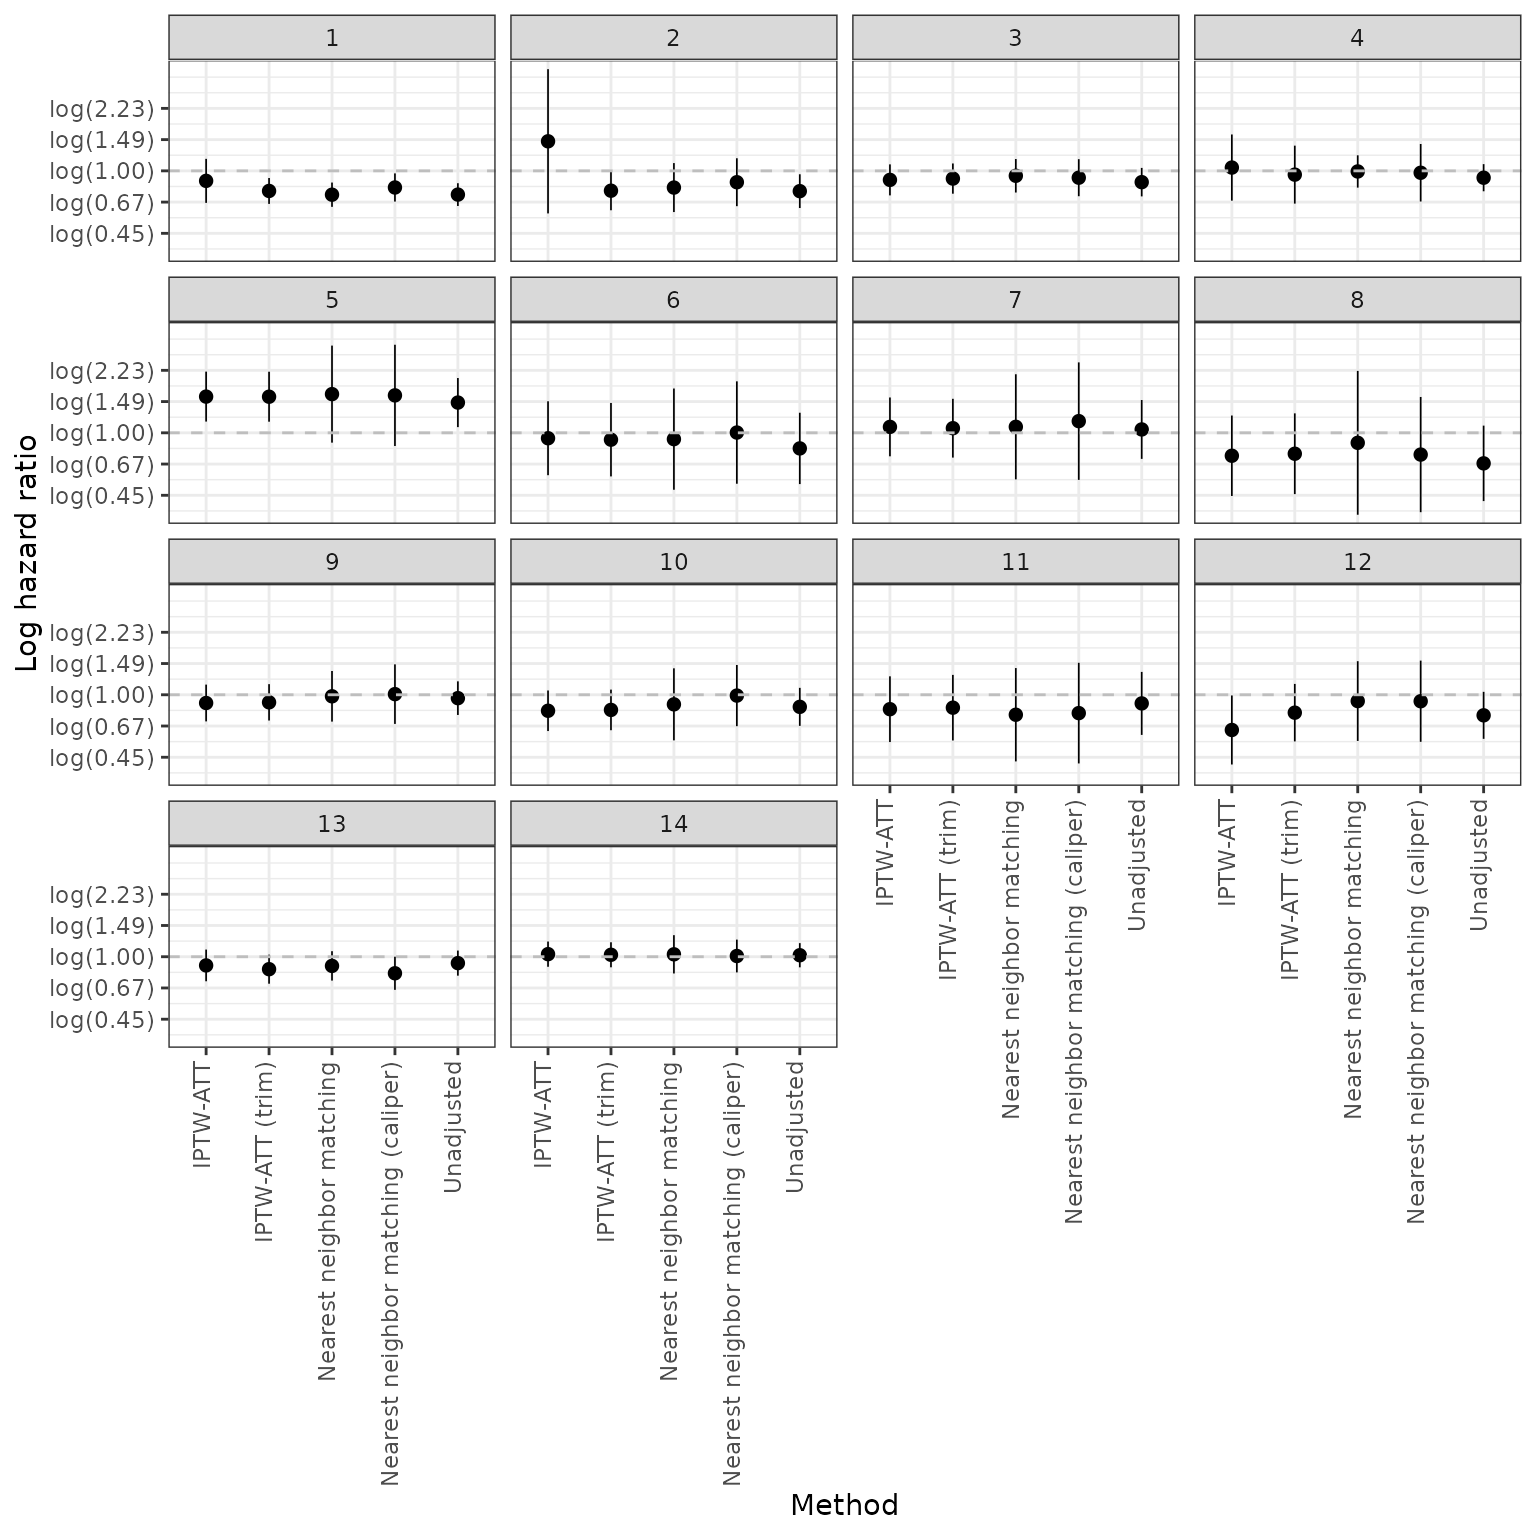 1
2
3
4
log(2.23)
log(1.49)
log(1.00)
log(0.67)
log(0.45)
5
6
7
8
log(2.23)
log(1.49)
log(1.00)
log(0.67)
log(0.45)
9
10
11
12
log(2.23)
log(1.49)
log(1.00)
log(0.67)
log(0.45)
IPTW-ATT
IPTW-ATT (trim)
Nearest neighbor matching
Nearest neighbor matching (caliper)
Unadjusted
IPTW-ATT
IPTW-ATT (trim)
Nearest neighbor matching
Nearest neighbor matching (caliper)
Unadjusted
13
14
log(2.23)
log(1.49)
log(1.00)
log(0.67)
log(0.45)
IPTW-ATT
IPTW-ATT (trim)
Nearest neighbor matching
Nearest neighbor matching (caliper)
Unadjusted
IPTW-ATT
IPTW-ATT (trim)
Nearest neighbor matching
Nearest neighbor matching (caliper)
Unadjusted
Log hazard ratio
Method